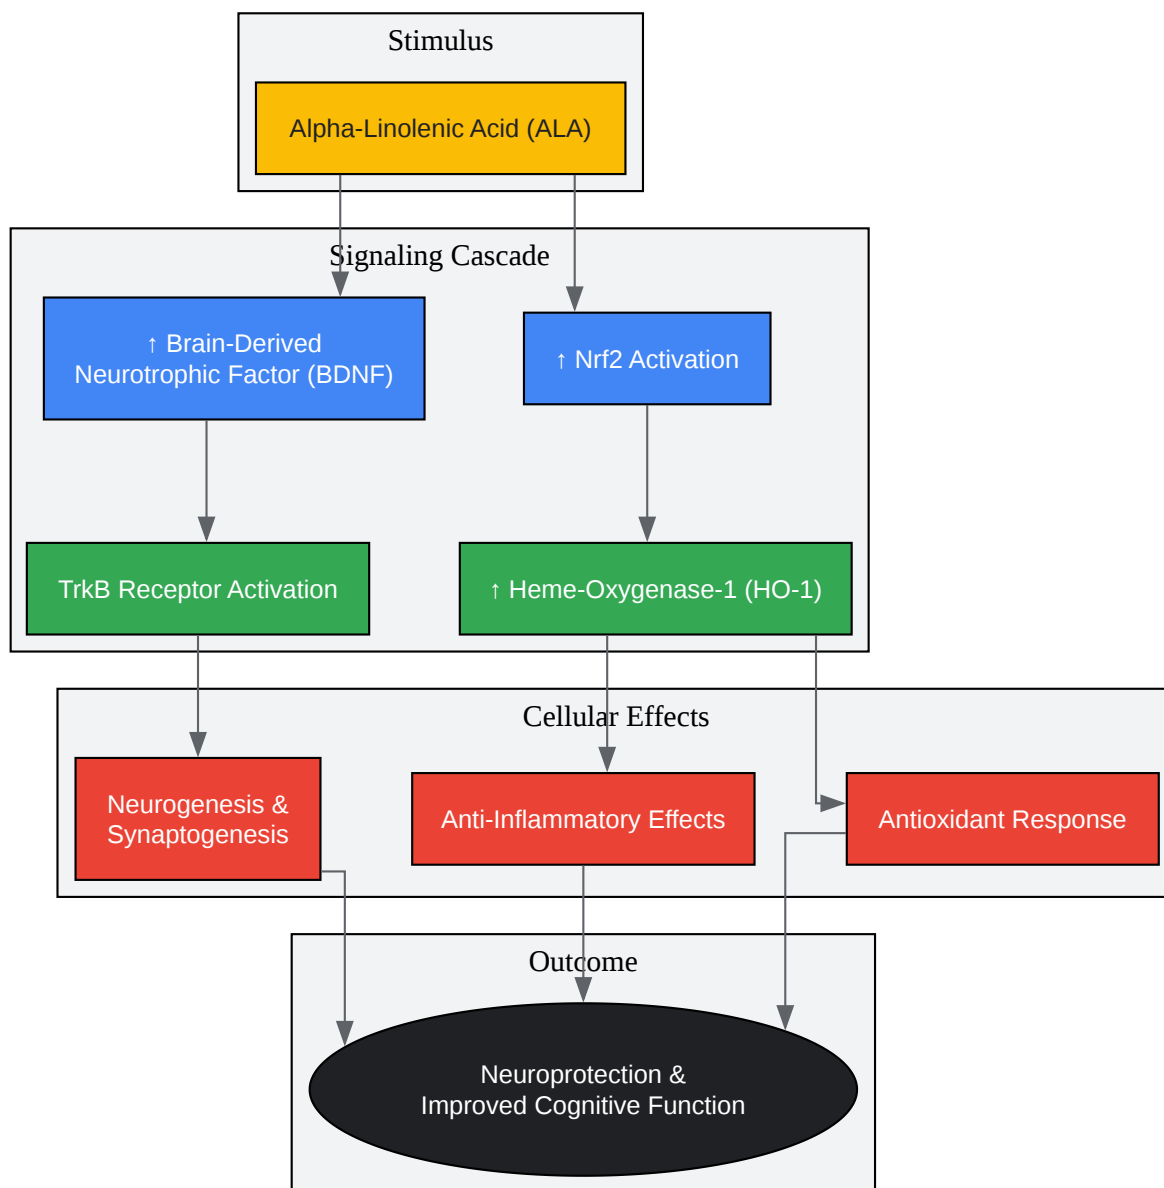 Stimulus
Alpha-Linolenic Acid (ALA)
Signaling Cascade
↑ Brain-Derived
Neurotrophic Factor (BDNF)
↑ Nrf2 Activation
TrkB Receptor Activation
↑ Heme-Oxygenase-1 (HO-1)
Cellular Effects
Neurogenesis &
Synaptogenesis
Anti-Inflammatory Effects
Antioxidant Response
Outcome
Neuroprotection &
Improved Cognitive Function